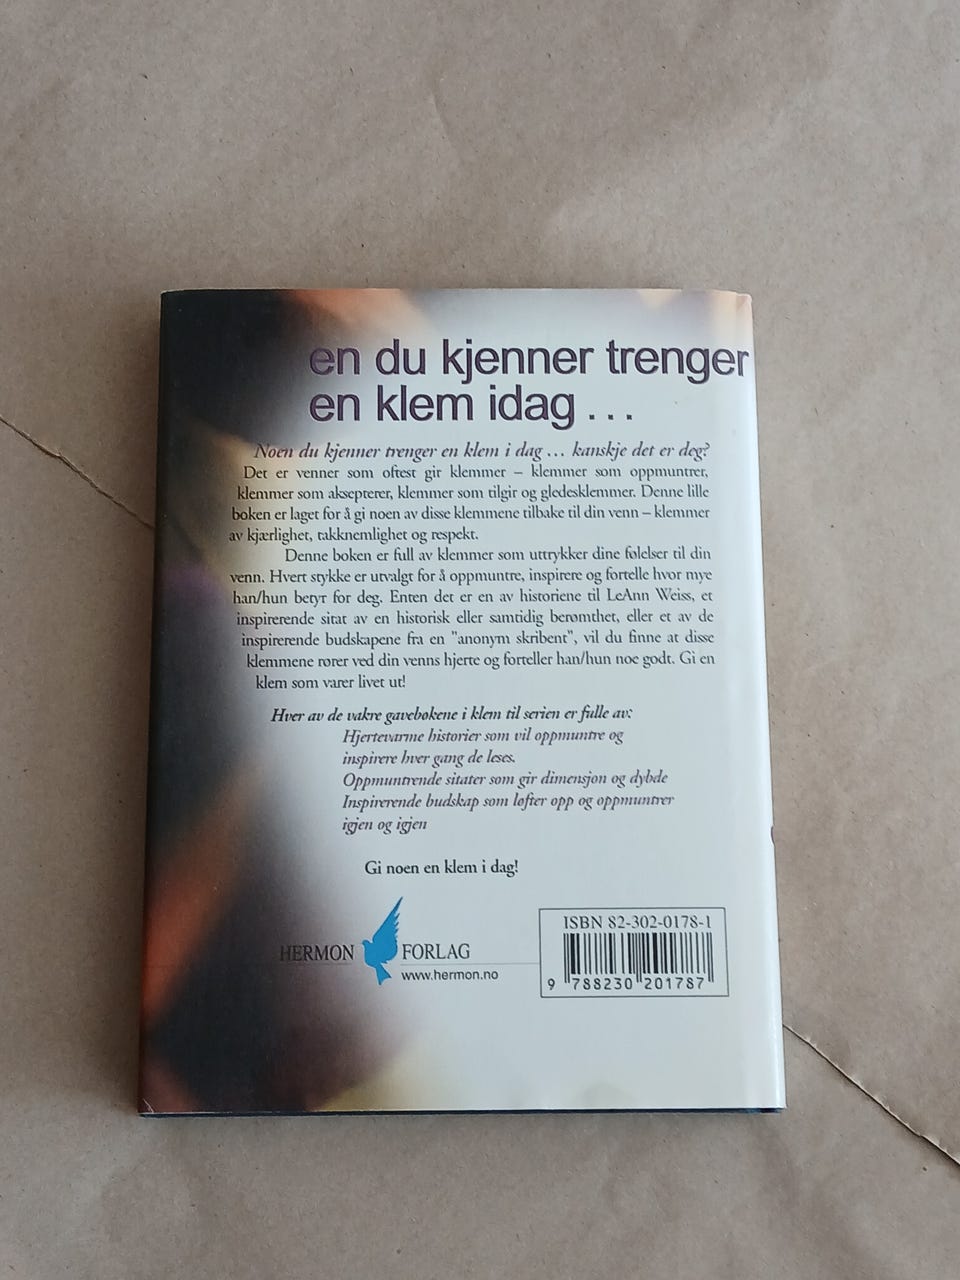 en du kjenner trenger
en klem idag . . .
Noen du kjenner trenger en klem i dag … kanskje det er deg?
Det er venner som oftest gir klemmer – klemmer som oppmuntrer,
klemmer som aksepterer, klemmer som tilgir og gledesklemmer. Denne lille
boken er laget for å gi noen av disse klemmene tilbake til din venn – klemmer
av kjærlighet, takknemlighet og respekt.
Denne boken er full av klemmer som uttrykker dine følelser til din
venn. Hvert stykke er utvalgt for å oppmuntre, inspirere og fortelle hvor mye
han/hun betyr for deg. Enten det er en av historiene til LeAnn Weiss, et
inspirerende sitat av en historisk eller samtidig berømthet, eller et av de
inspirerende budskapene fra en "anonym skribent", vil du finne at disse
klemmene rører ved din venns hjerte og forteller han/hun noe godt. Gi en
klem som varer livet ut!
Hver av de vakre gavebøkene i klem til serien er fulle av:
Hjertevarme historier som vil oppmuntre og
inspirere hver gang de leses.
Oppmuntrende sitater som gir dimensjon og dybde
Inspirerende budskap som løfter opp og oppmuntrer
igjen og igjen
Gi noen en klem i dag!
HERMON FORLAG
www.hermon.no
ISBN 82-302-0178-1
9 788230 201787